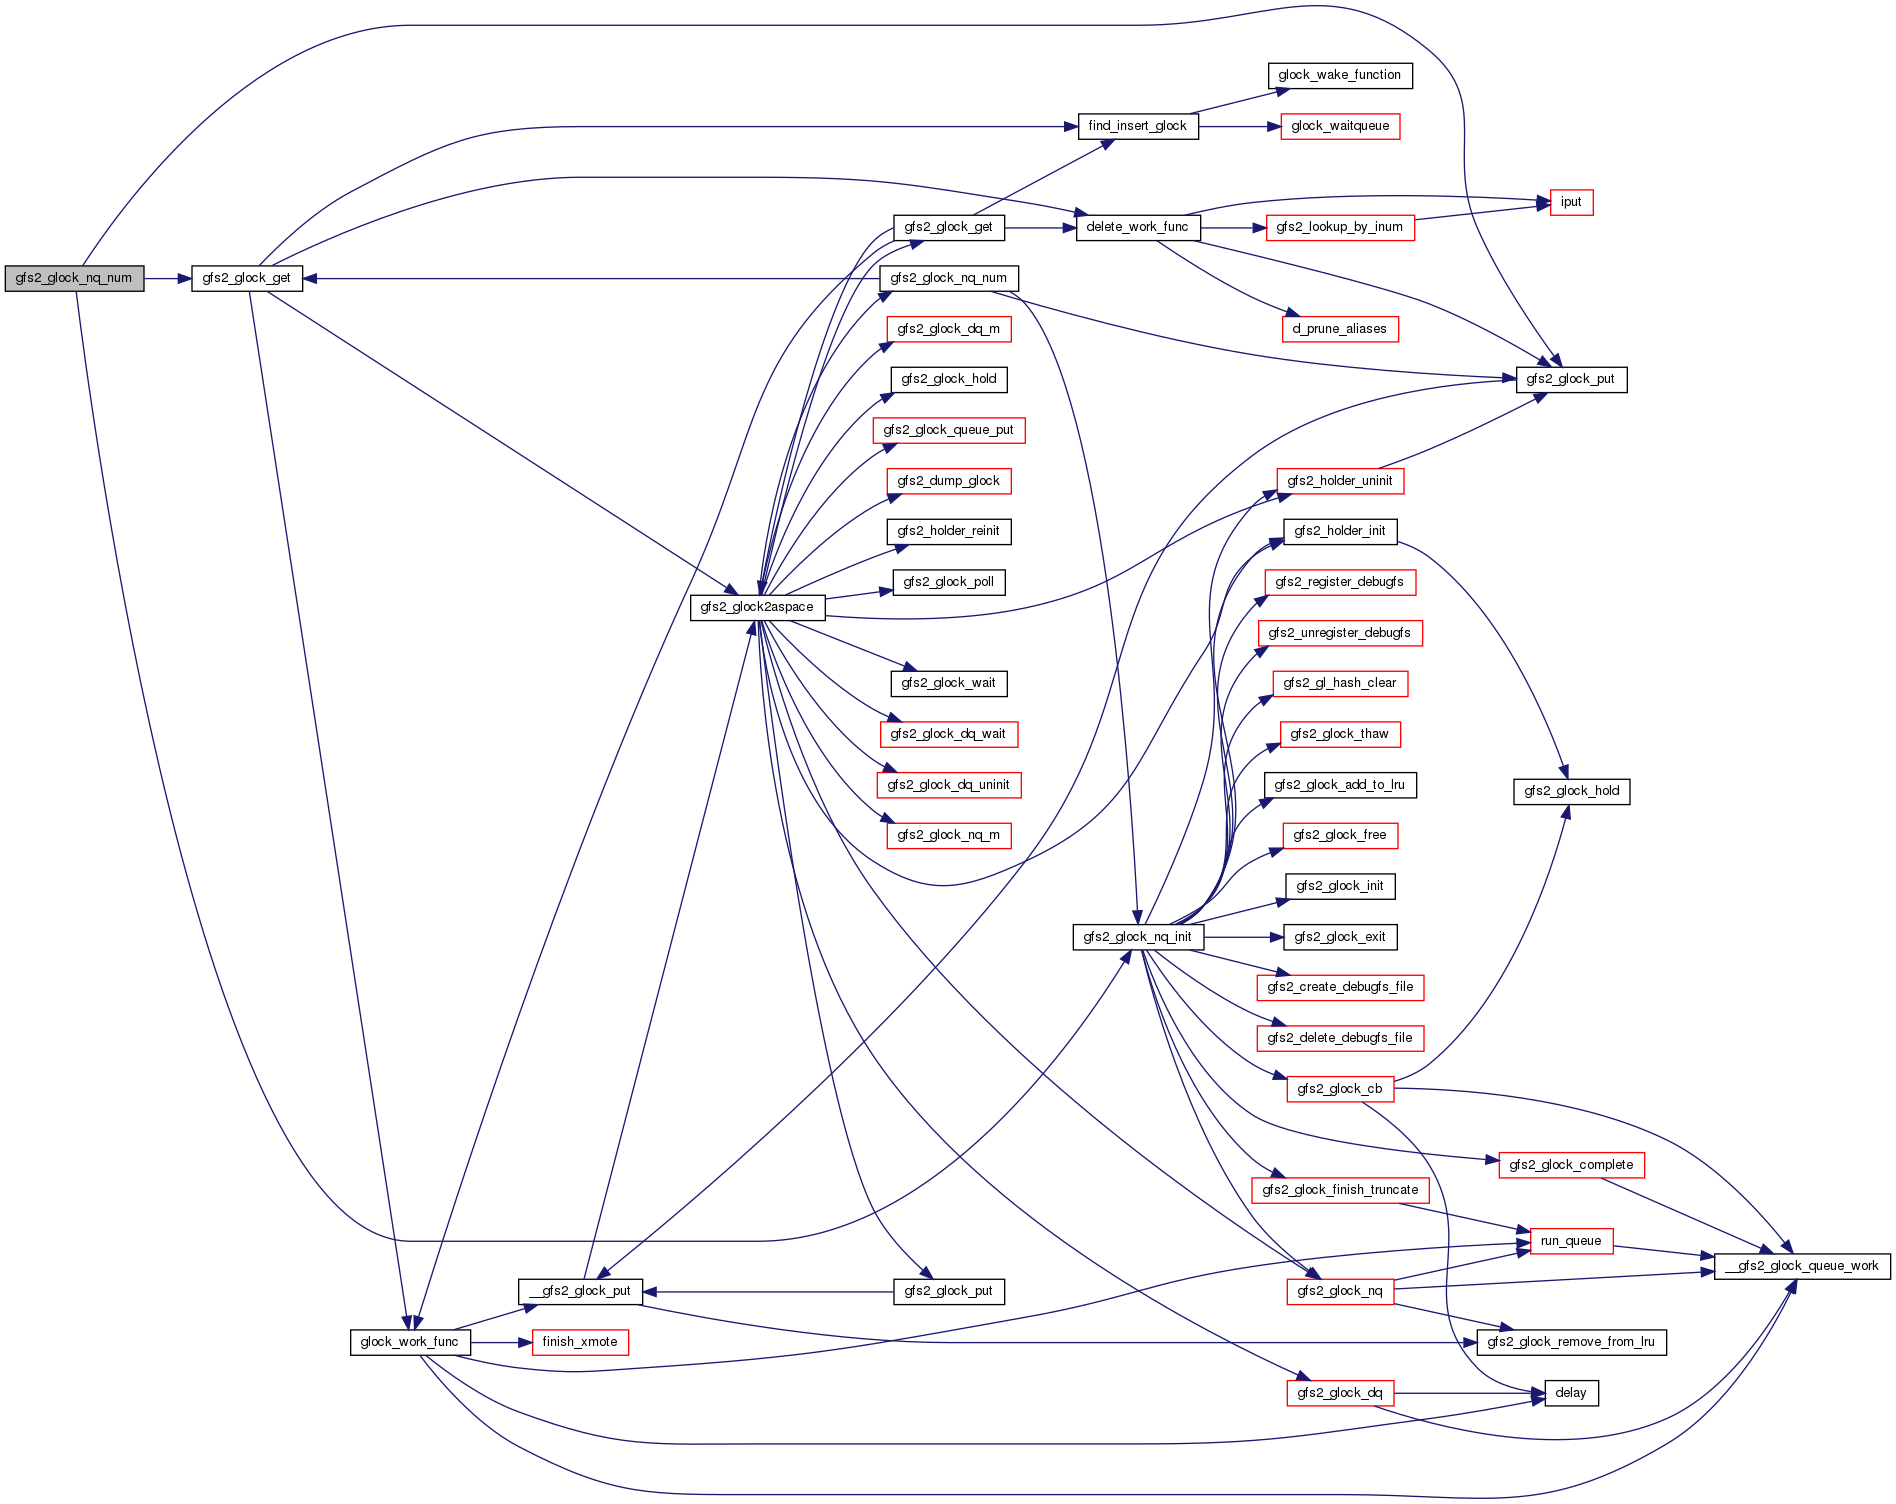 glock_wake_function
find_insert_glock
glock_waitqueue
iput
gfs2_glock_get
delete_work_func
gfs2_lookup_by_inum
gfs2_glock_nq_num
gfs2_glock_get
gfs2_glock_nq_num
gfs2_glock_dq_m
d_prune_aliases
gfs2_glock_hold
gfs2_glock_put
gfs2_glock_queue_put
gfs2_dump_glock
gfs2_holder_uninit
gfs2_holder_reinit
gfs2_holder_init
gfs2_glock_poll
gfs2_register_debugfs
gfs2_glock2aspace
gfs2_unregister_debugfs
gfs2_glock_wait
gfs2_gl_hash_clear
gfs2_glock_dq_wait
gfs2_glock_thaw
gfs2_glock_dq_uninit
gfs2_glock_add_to_lru
gfs2_glock_hold
gfs2_glock_nq_m
gfs2_glock_free
gfs2_glock_init
gfs2_glock_nq_init
gfs2_glock_exit
gfs2_create_debugfs_file
gfs2_delete_debugfs_file
gfs2_glock_cb
gfs2_glock_complete
gfs2_glock_finish_truncate
run_queue
__gfs2_glock_queue_work
__gfs2_glock_put
gfs2_glock_put
gfs2_glock_nq
glock_work_func
finish_xmote
gfs2_glock_remove_from_lru
gfs2_glock_dq
delay